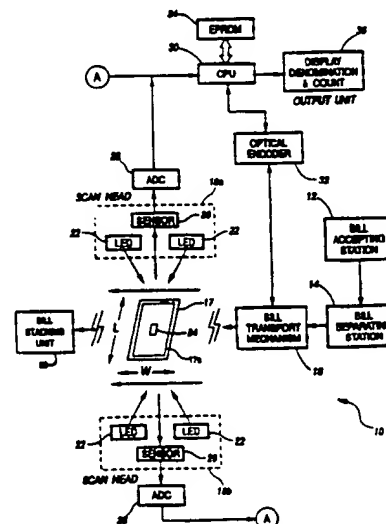 34
EPROM
30
A
CPU
36
DISPLAY
DENOMINATION
& COUNT
OUTPUT UNIT
OPTICAL
ENCODER
32
28
ADC
SCAN HEAD
18a
SENSOR
26
22
LED
LED
22
12
BILL
ACCEPTING
STATION
14
BILL
SEPARATING
STATION
17
L
24
17a
W
BILL
STACKING
UNIT
BILL
TRANSPORT
MECHANISM
16
10
22
LED
LED
22
SENSOR
26
SCAN HEAD
18b
ADC
28
A